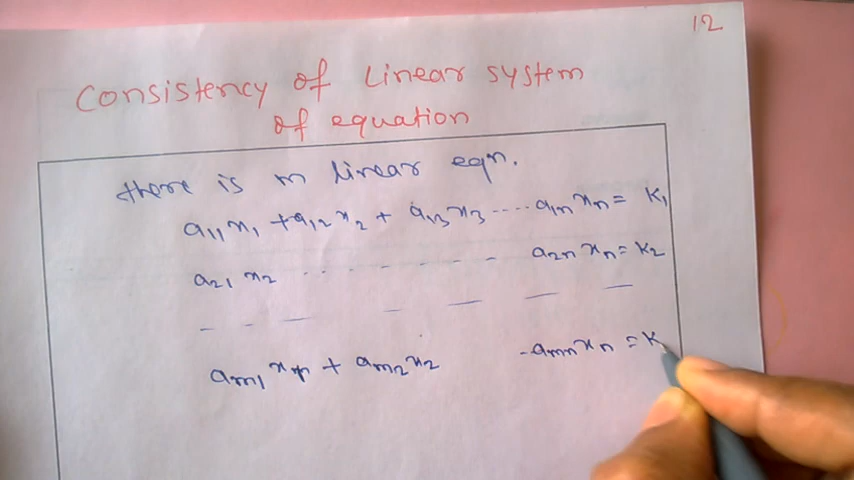 12
Consistency of Linear system
of equation
there is m linear eqn.
a11x1 + a12x2 + a13x3 ..... a1nxn = K1
a21x2 - - - - - - - - a2nxn = K2
- - - - - - -
am1x1 + am2x2 - amnxn = K